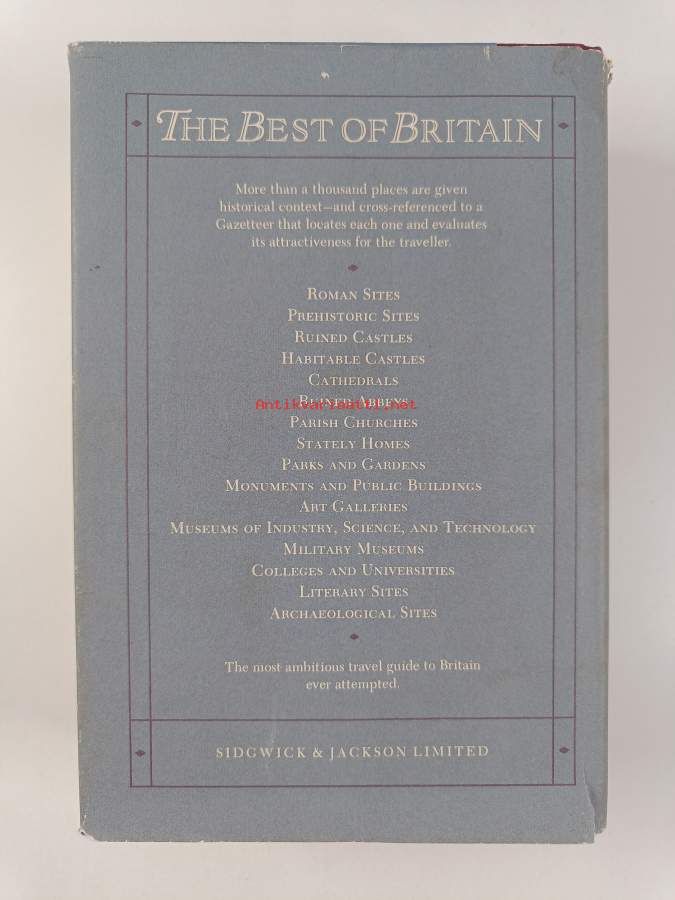 THE BEST OF BRITAIN
More than a thousand places are given
historical context—and cross-referenced to a
Gazetteer that locates each one and evaluates
its attractiveness for the traveller.
ROMAN SITES
PREHISTORIC SITES
RUINED CASTLES
HABITABLE CASTLES
CATHEDRALS
RUINED ABBEYS
Antikvariaatti.net
PARISH CHURCHES
STATELY HOMES
PARKS AND GARDENS
MONUMENTS AND PUBLIC BUILDINGS
ART GALLERIES
MUSEUMS OF INDUSTRY, SCIENCE, AND TECHNOLOGY
MILITARY MUSEUMS
COLLEGES AND UNIVERSITIES
LITERARY SITES
ARCHAEOLOGICAL SITES
The most ambitious travel guide to Britain
ever attempted.
SIDGWICK & JACKSON LIMITED